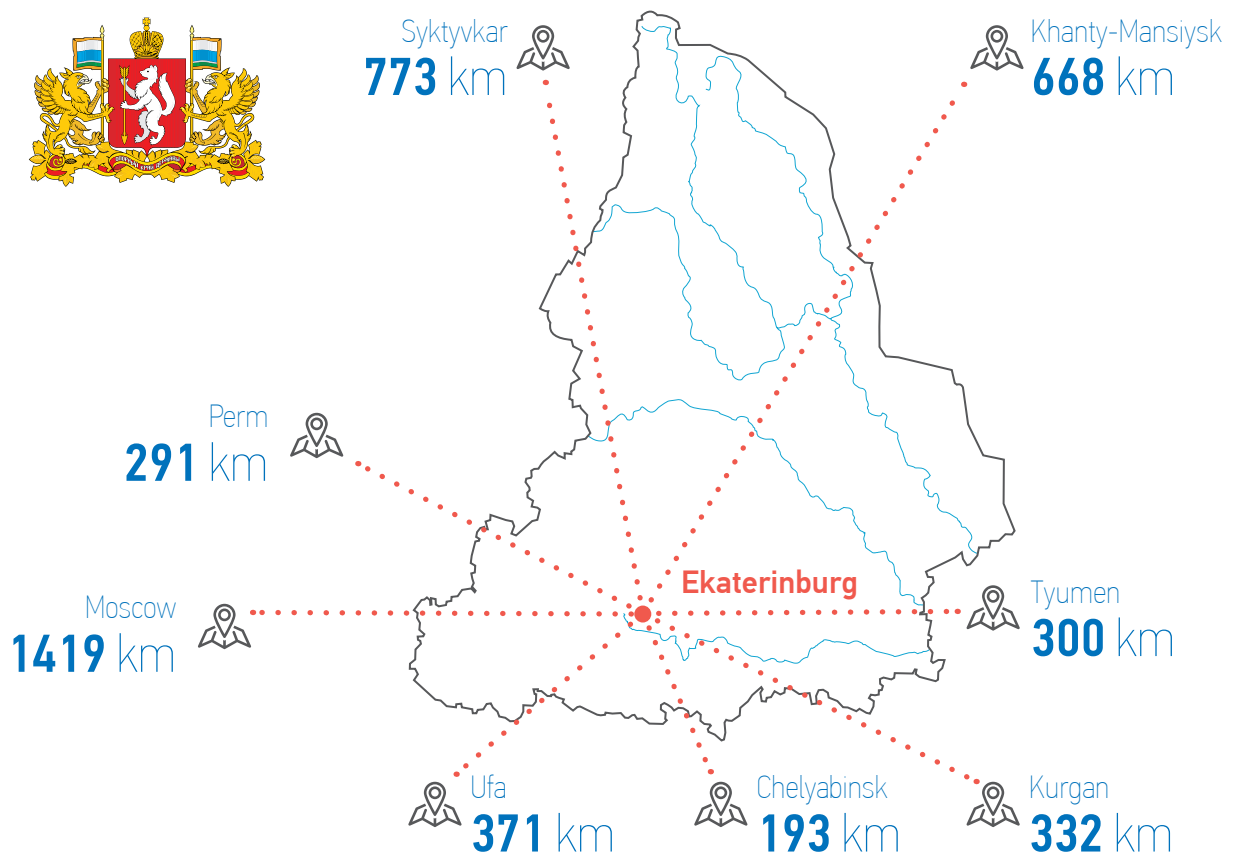 Syktyvkar
773 km
Khanty-Mansiysk
668 km
Perm
291 km
Ekaterinburg
Moscow
1419 km
Tyumen
300 km
Ufa
371 km
Chelyabinsk
193 km
Kurgan
332 km